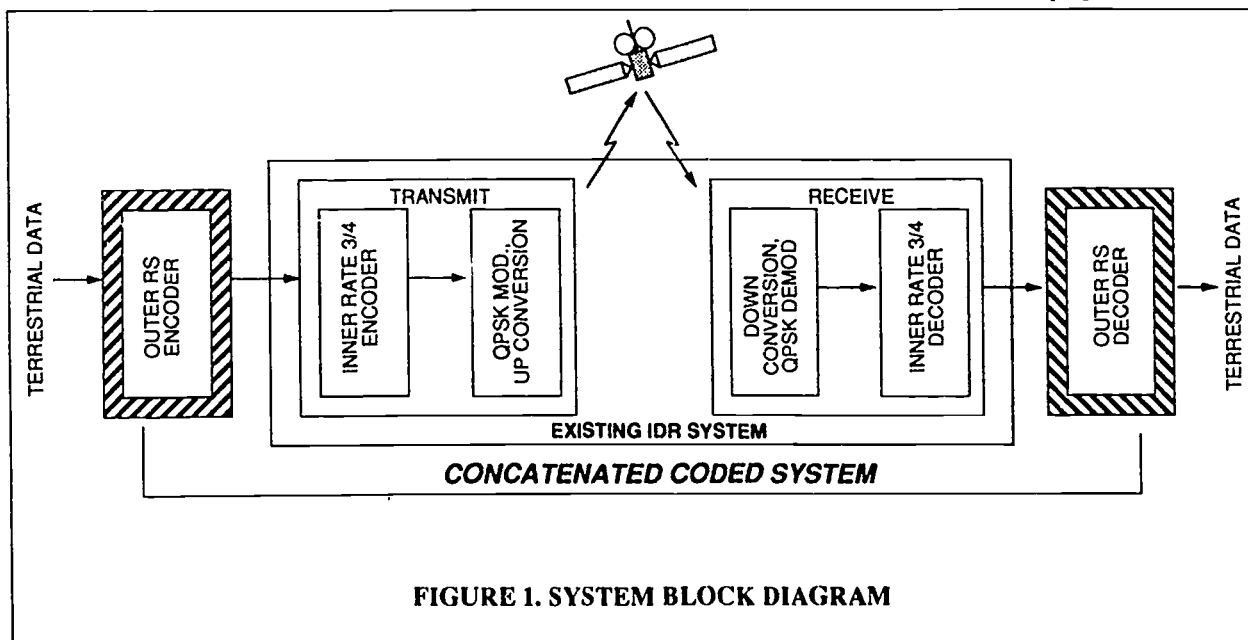 TERRESTRIAL DATA
OUTER RS
ENCODER
TRANSMIT
INNER RATE 3/4
ENCODER
QPSK MOD.,
UP CONVERSION
RECEIVE
DOWN
CONVERSION,
QPSK DEMOD
INNER RATE 3/4
DECODER
OUTER RS
DECODER
TERRESTRIAL DATA
EXISTING IDR SYSTEM
CONCATENATED CODED SYSTEM
FIGURE 1. SYSTEM BLOCK DIAGRAM